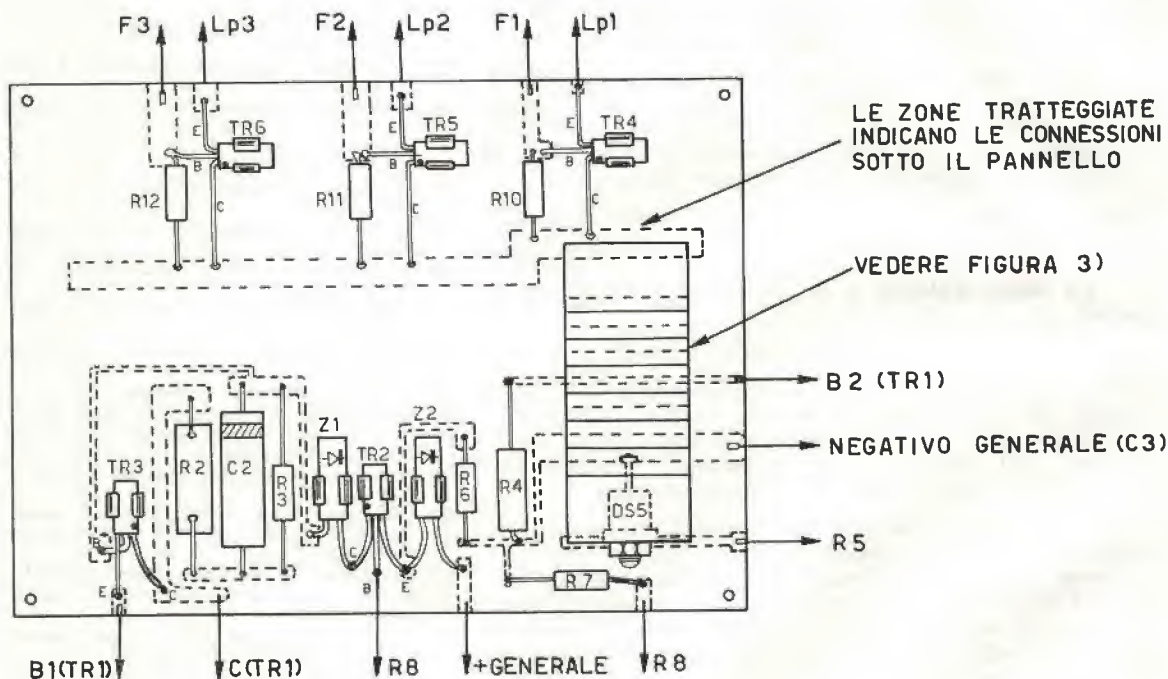 F3 Lp3 F2 Lp2 F1 Lp1
LE ZONE TRATTEGGIATE
INDICANO LE CONNESSIONI
SOTTO IL PANNELLO
E TR6 E TR5 E TR4
B B B
R12 C R11 C R10 C
VEDERE FIGURA 3)
B2 (TR1)
NEGATIVO GENERALE (C3)
Z1 Z2
TR3 R2 C2 R3 TR2 R6 R4
DS5
R5
B C C E
R7
E C B
B1(TR1) C(TR1) R8 +GENERALE R8